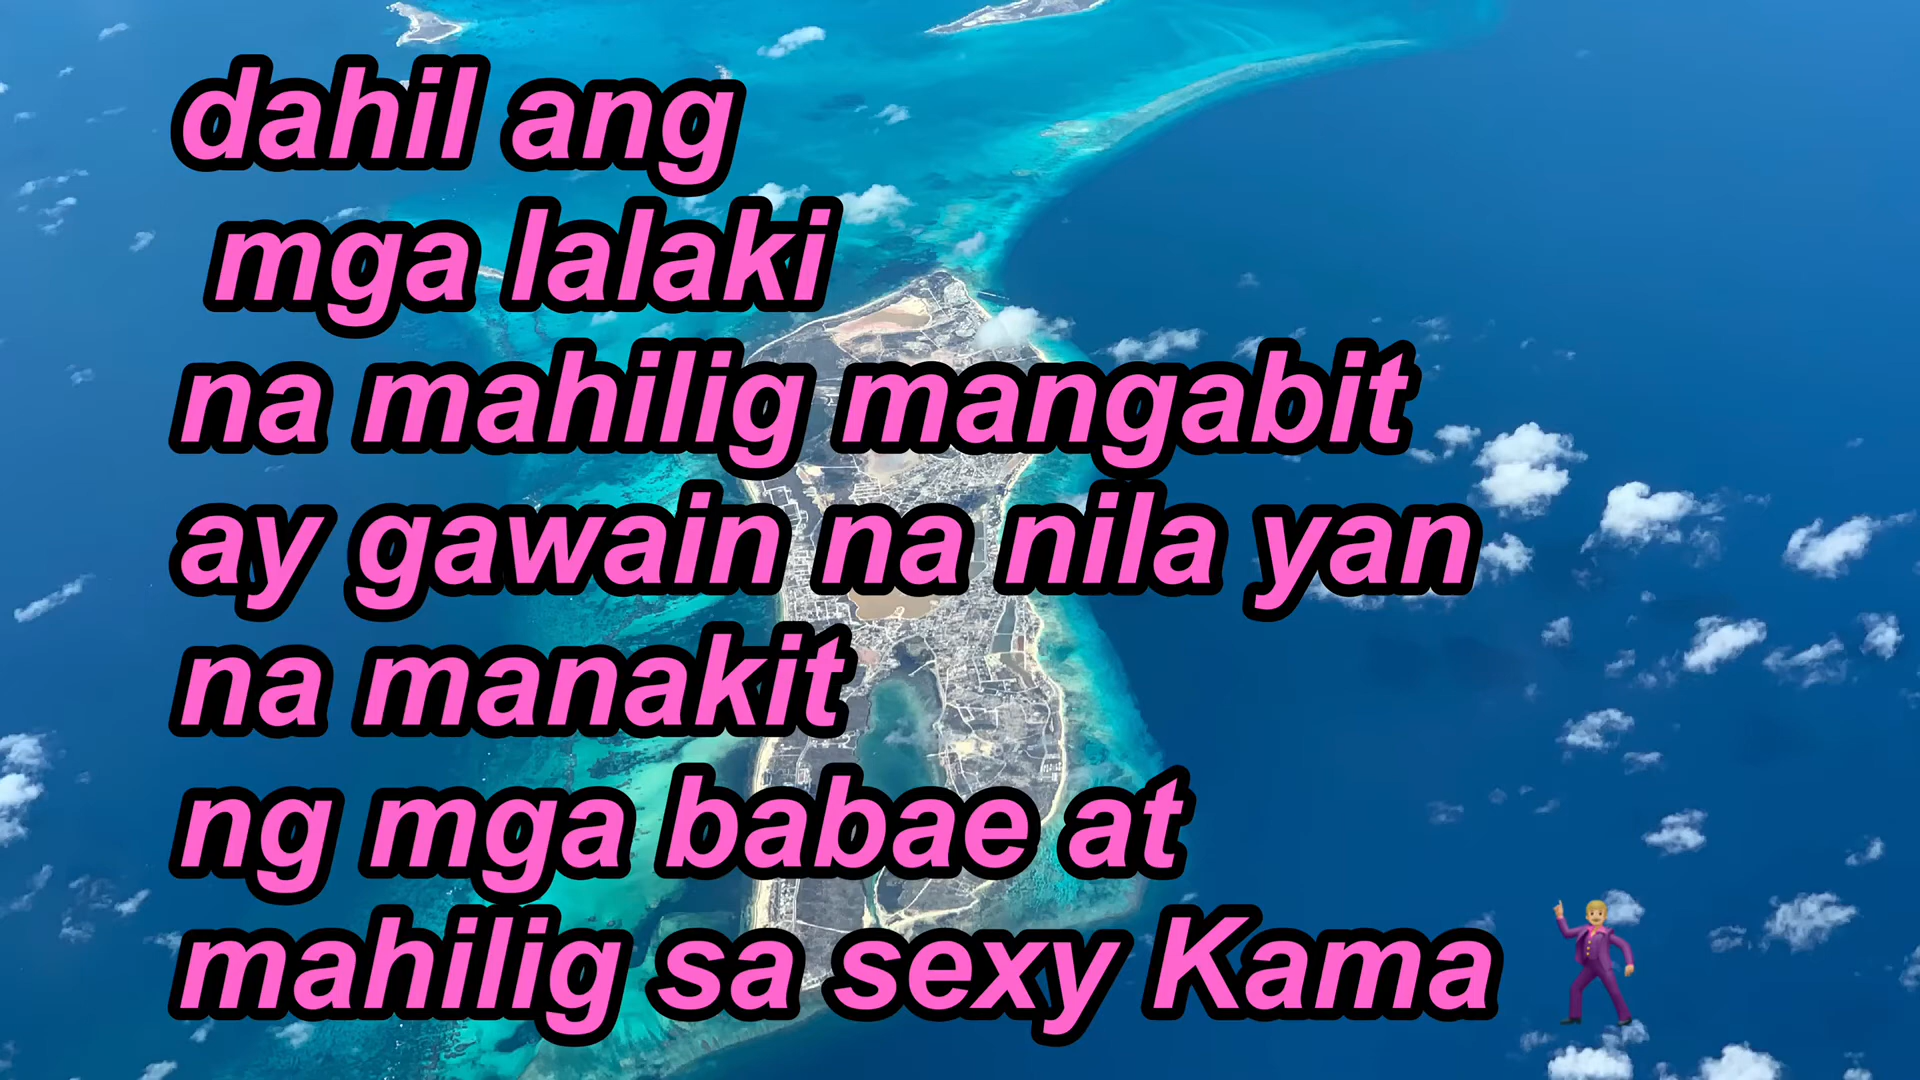 dahil ang
mga lalaki
na mahilig mangabit
ay gawain na nila yan
na manakit
ng mga babae at
mahilig sa sexy Kama